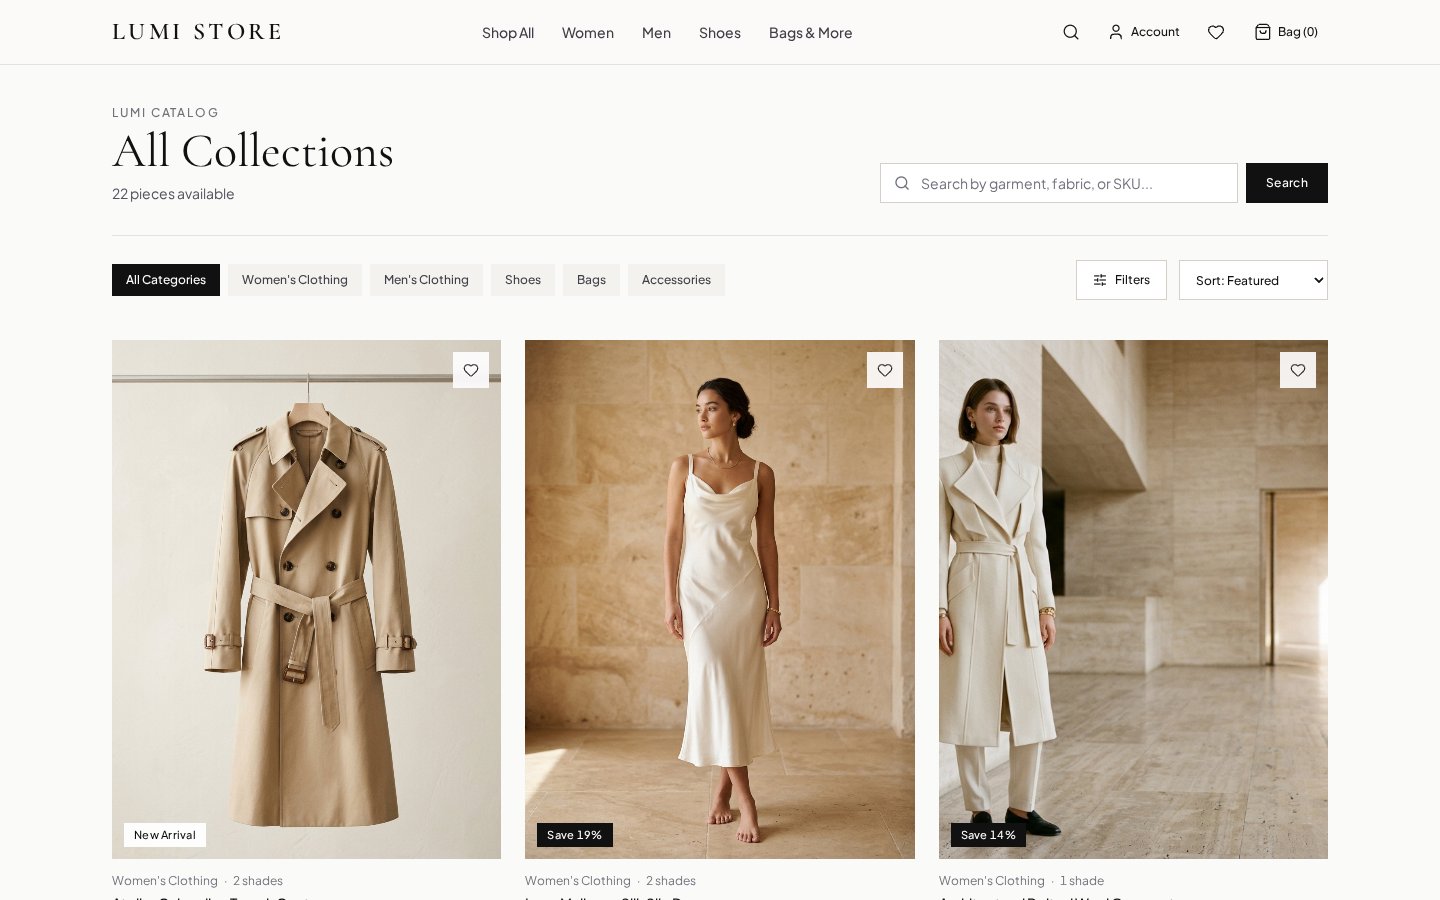 LUMI STORE
Shop All
Women
Men
Shoes
Bags & More
Account
Bag (0)
LUMI CATALOG
All Collections
22 pieces available
Search by garment, fabric, or SKU...
Search
All Categories
Women's Clothing
Men's Clothing
Shoes
Bags
Accessories
Filters
Sort: Featured
New Arrival
Save 19%
Save 14%
Women's Clothing · 2 shades
Women's Clothing · 2 shades
Women's Clothing · 1 shade